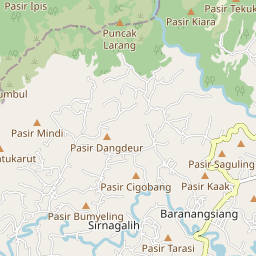 Pasir Ipis
Pasir Tekuk
Pasir
Kiara
Puncak
Larang
umbul
Pasir Mindi
Pasir Dangdeur
ntukarut
Pasir Saguling
Pasir Cigobang
Pasir Kaak
Pasir Bumyeling
Baranangsiang
Sirnagalih
Pasir Tarasi